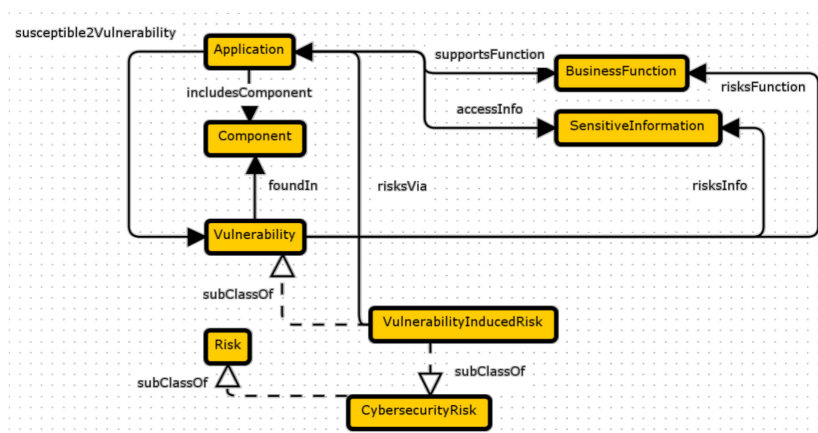 susceptible2Vulnerability
Application
supportsFunction
BusinessFunction
risksFunction
includesComponent
accessInfo
SensitiveInformation
Component
foundIn
risksVia
risksInfo
Vulnerability
subClassOf
VulnerabilityInducedRisk
Risk
subClassOf
subClassOf
CybersecurityRisk